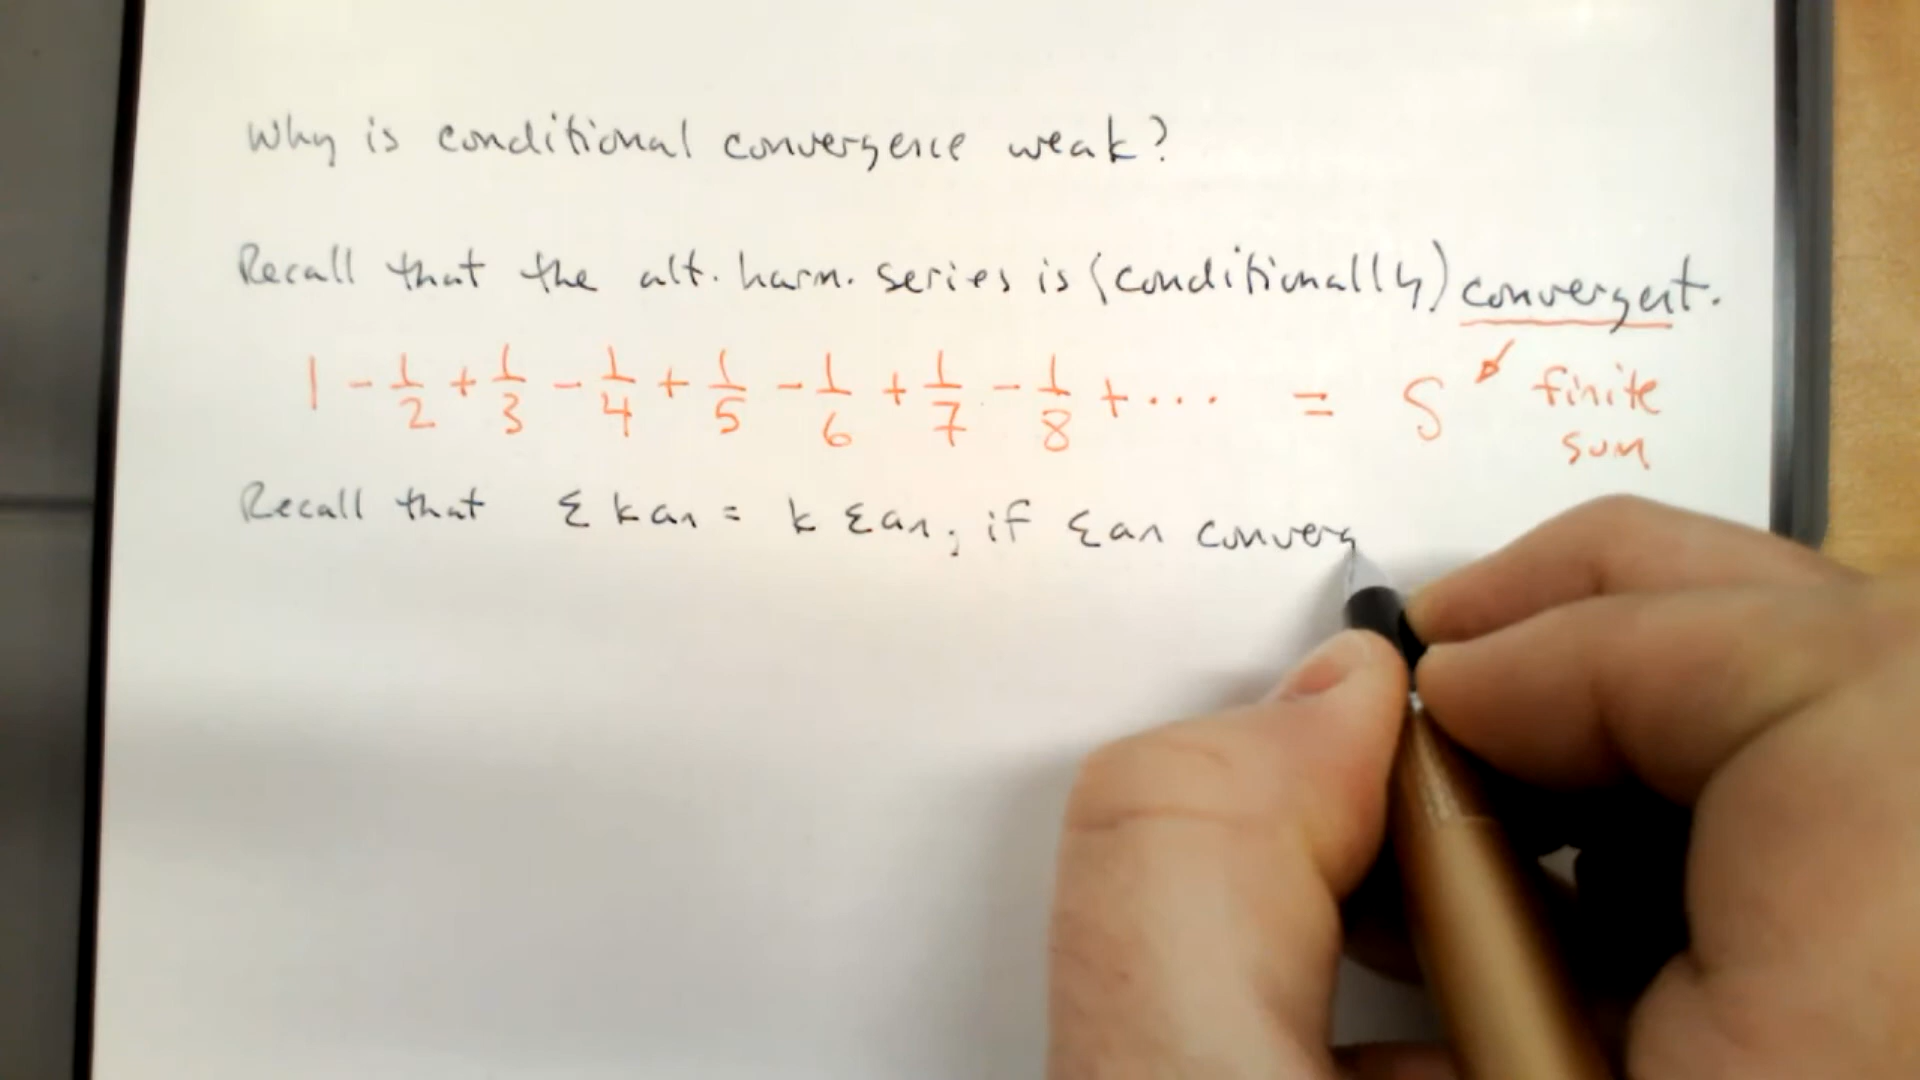 Why is conditional convergence weak?
Recall that the alt. harm. series is (conditionally) convergent.
1 - 1/2 + 1/3 - 1/4 + 1/5 - 1/6 + 1/7 - 1/8 + ... = S finite sum
Recall that Σ k an = k Σ an, if Σ an converg